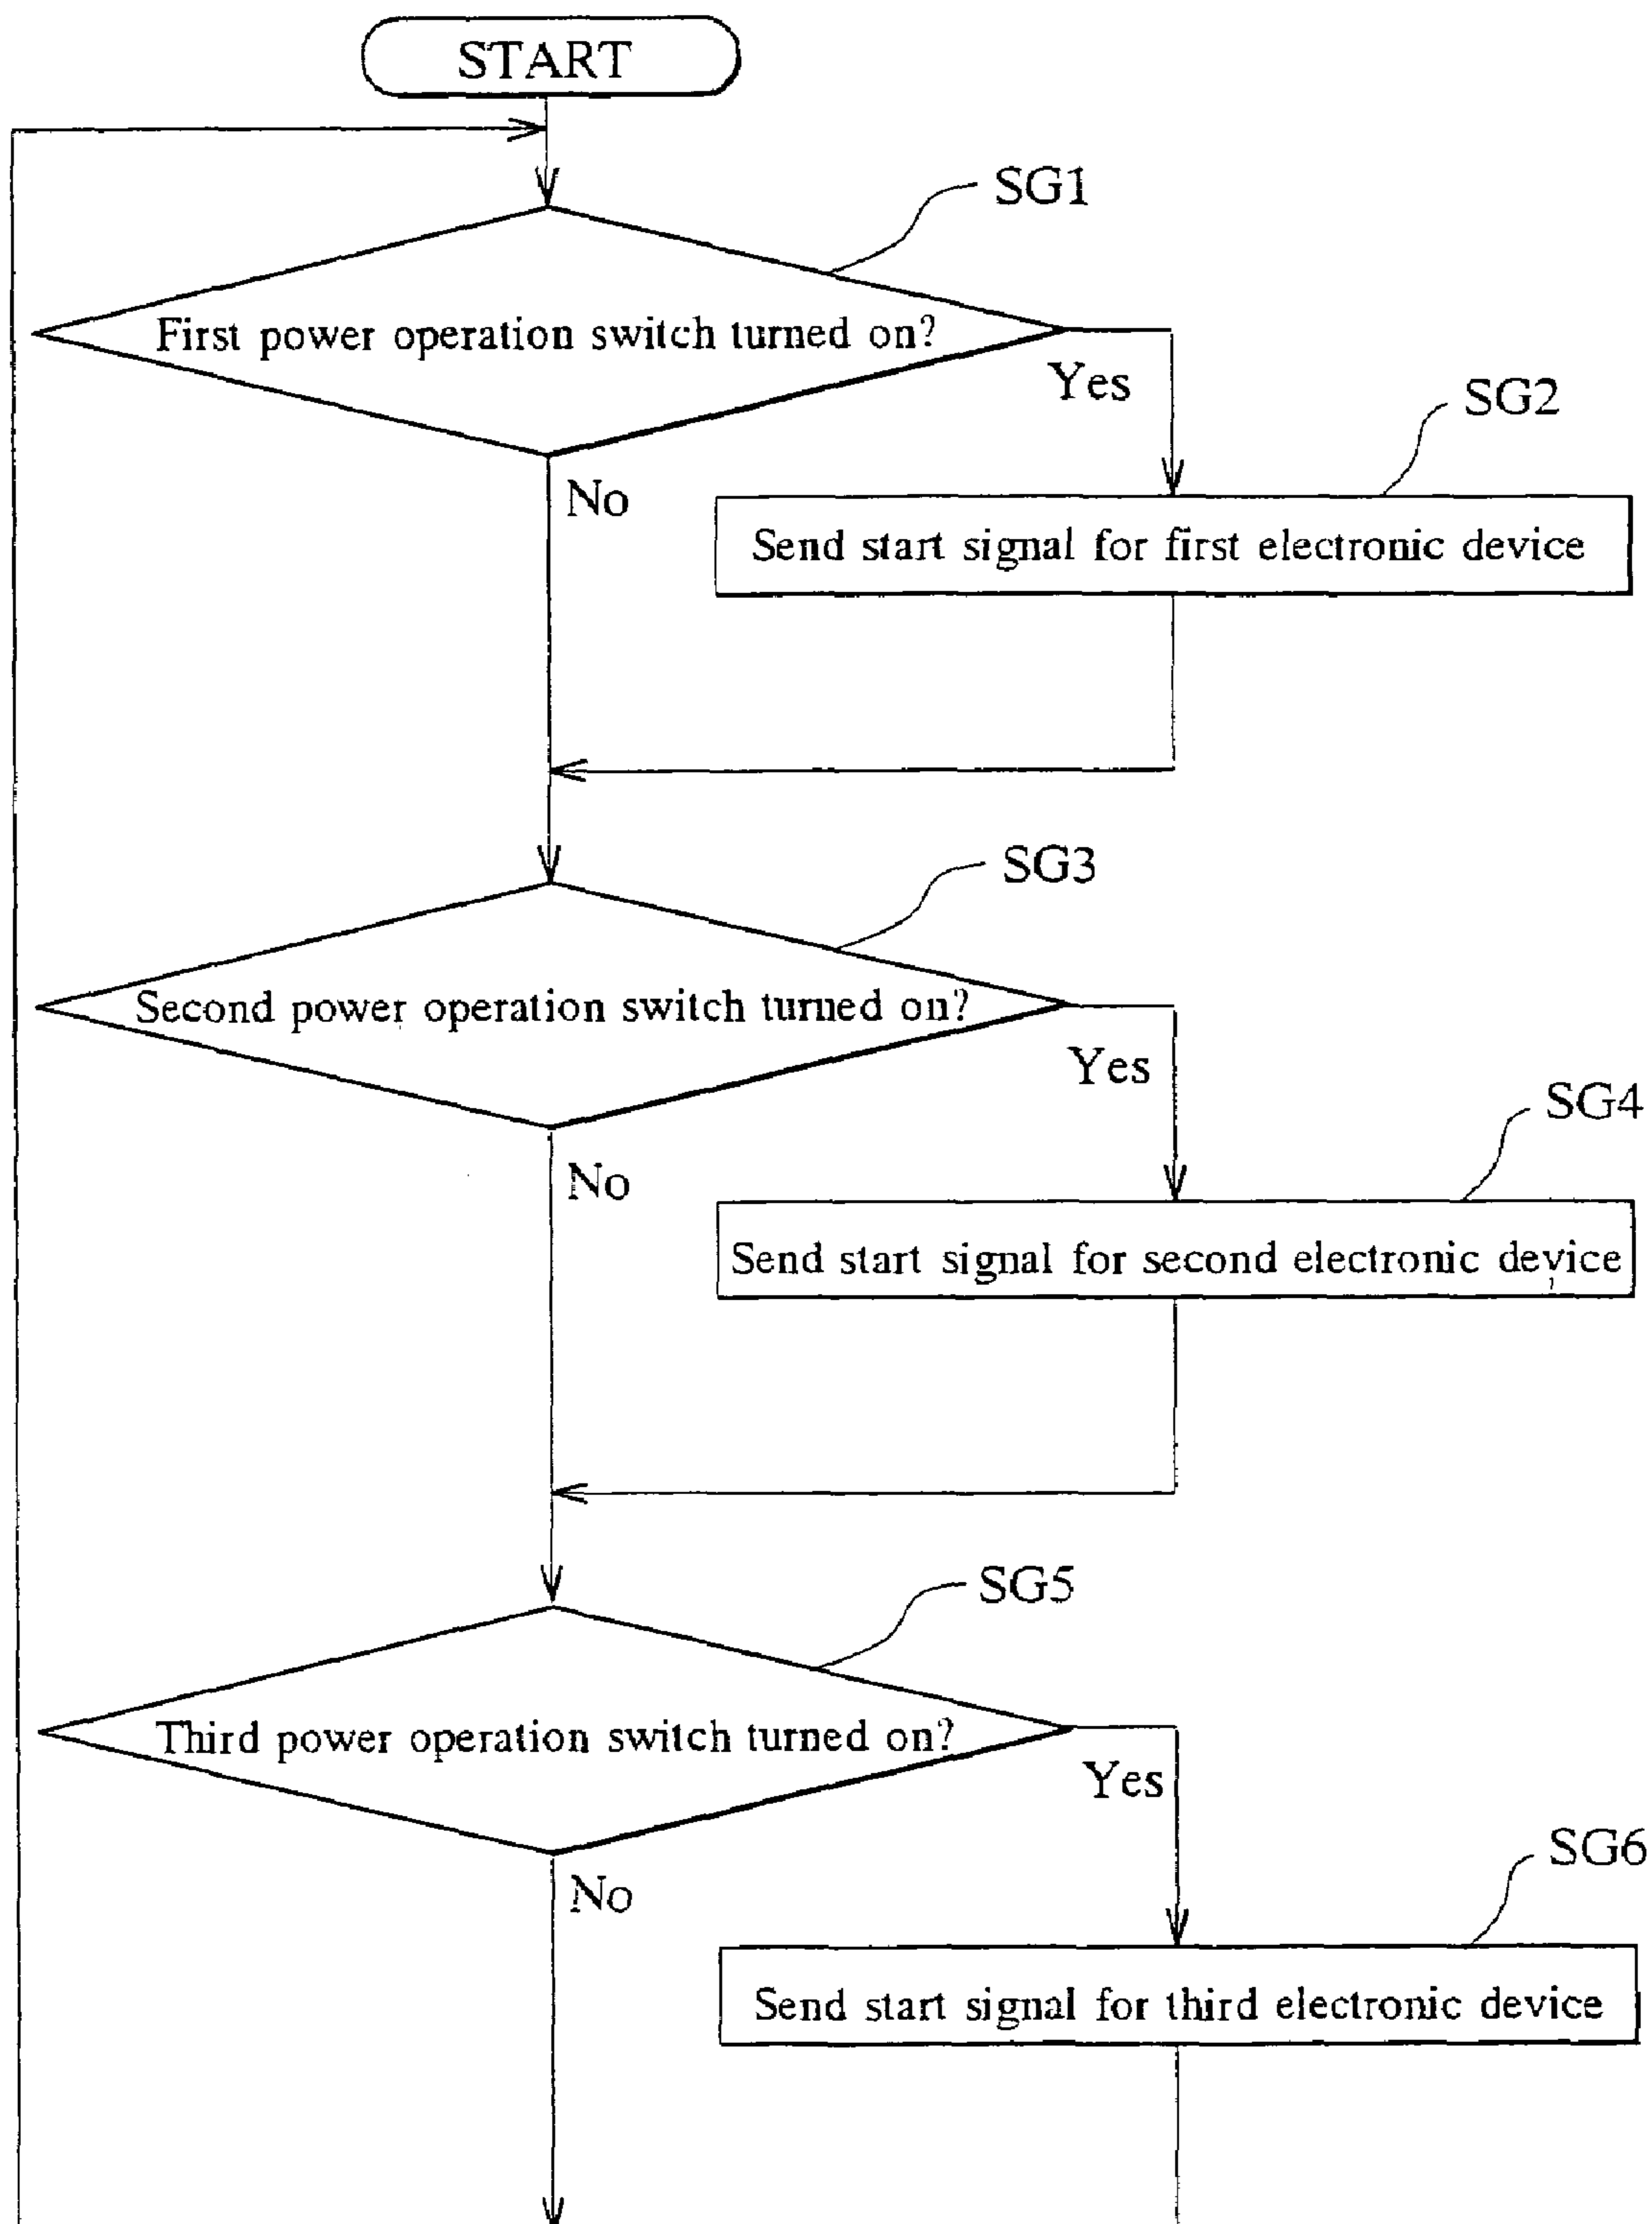 START
SG1
First power operation switch turned on?
Yes
SG2
No
Send start signal for first electronic device
SG3
Second power operation switch turned on?
Yes
SG4
No
Send start signal for second electronic device
SG5
Third power operation switch turned on?
Yes
SG6
No
Send start signal for third electronic device